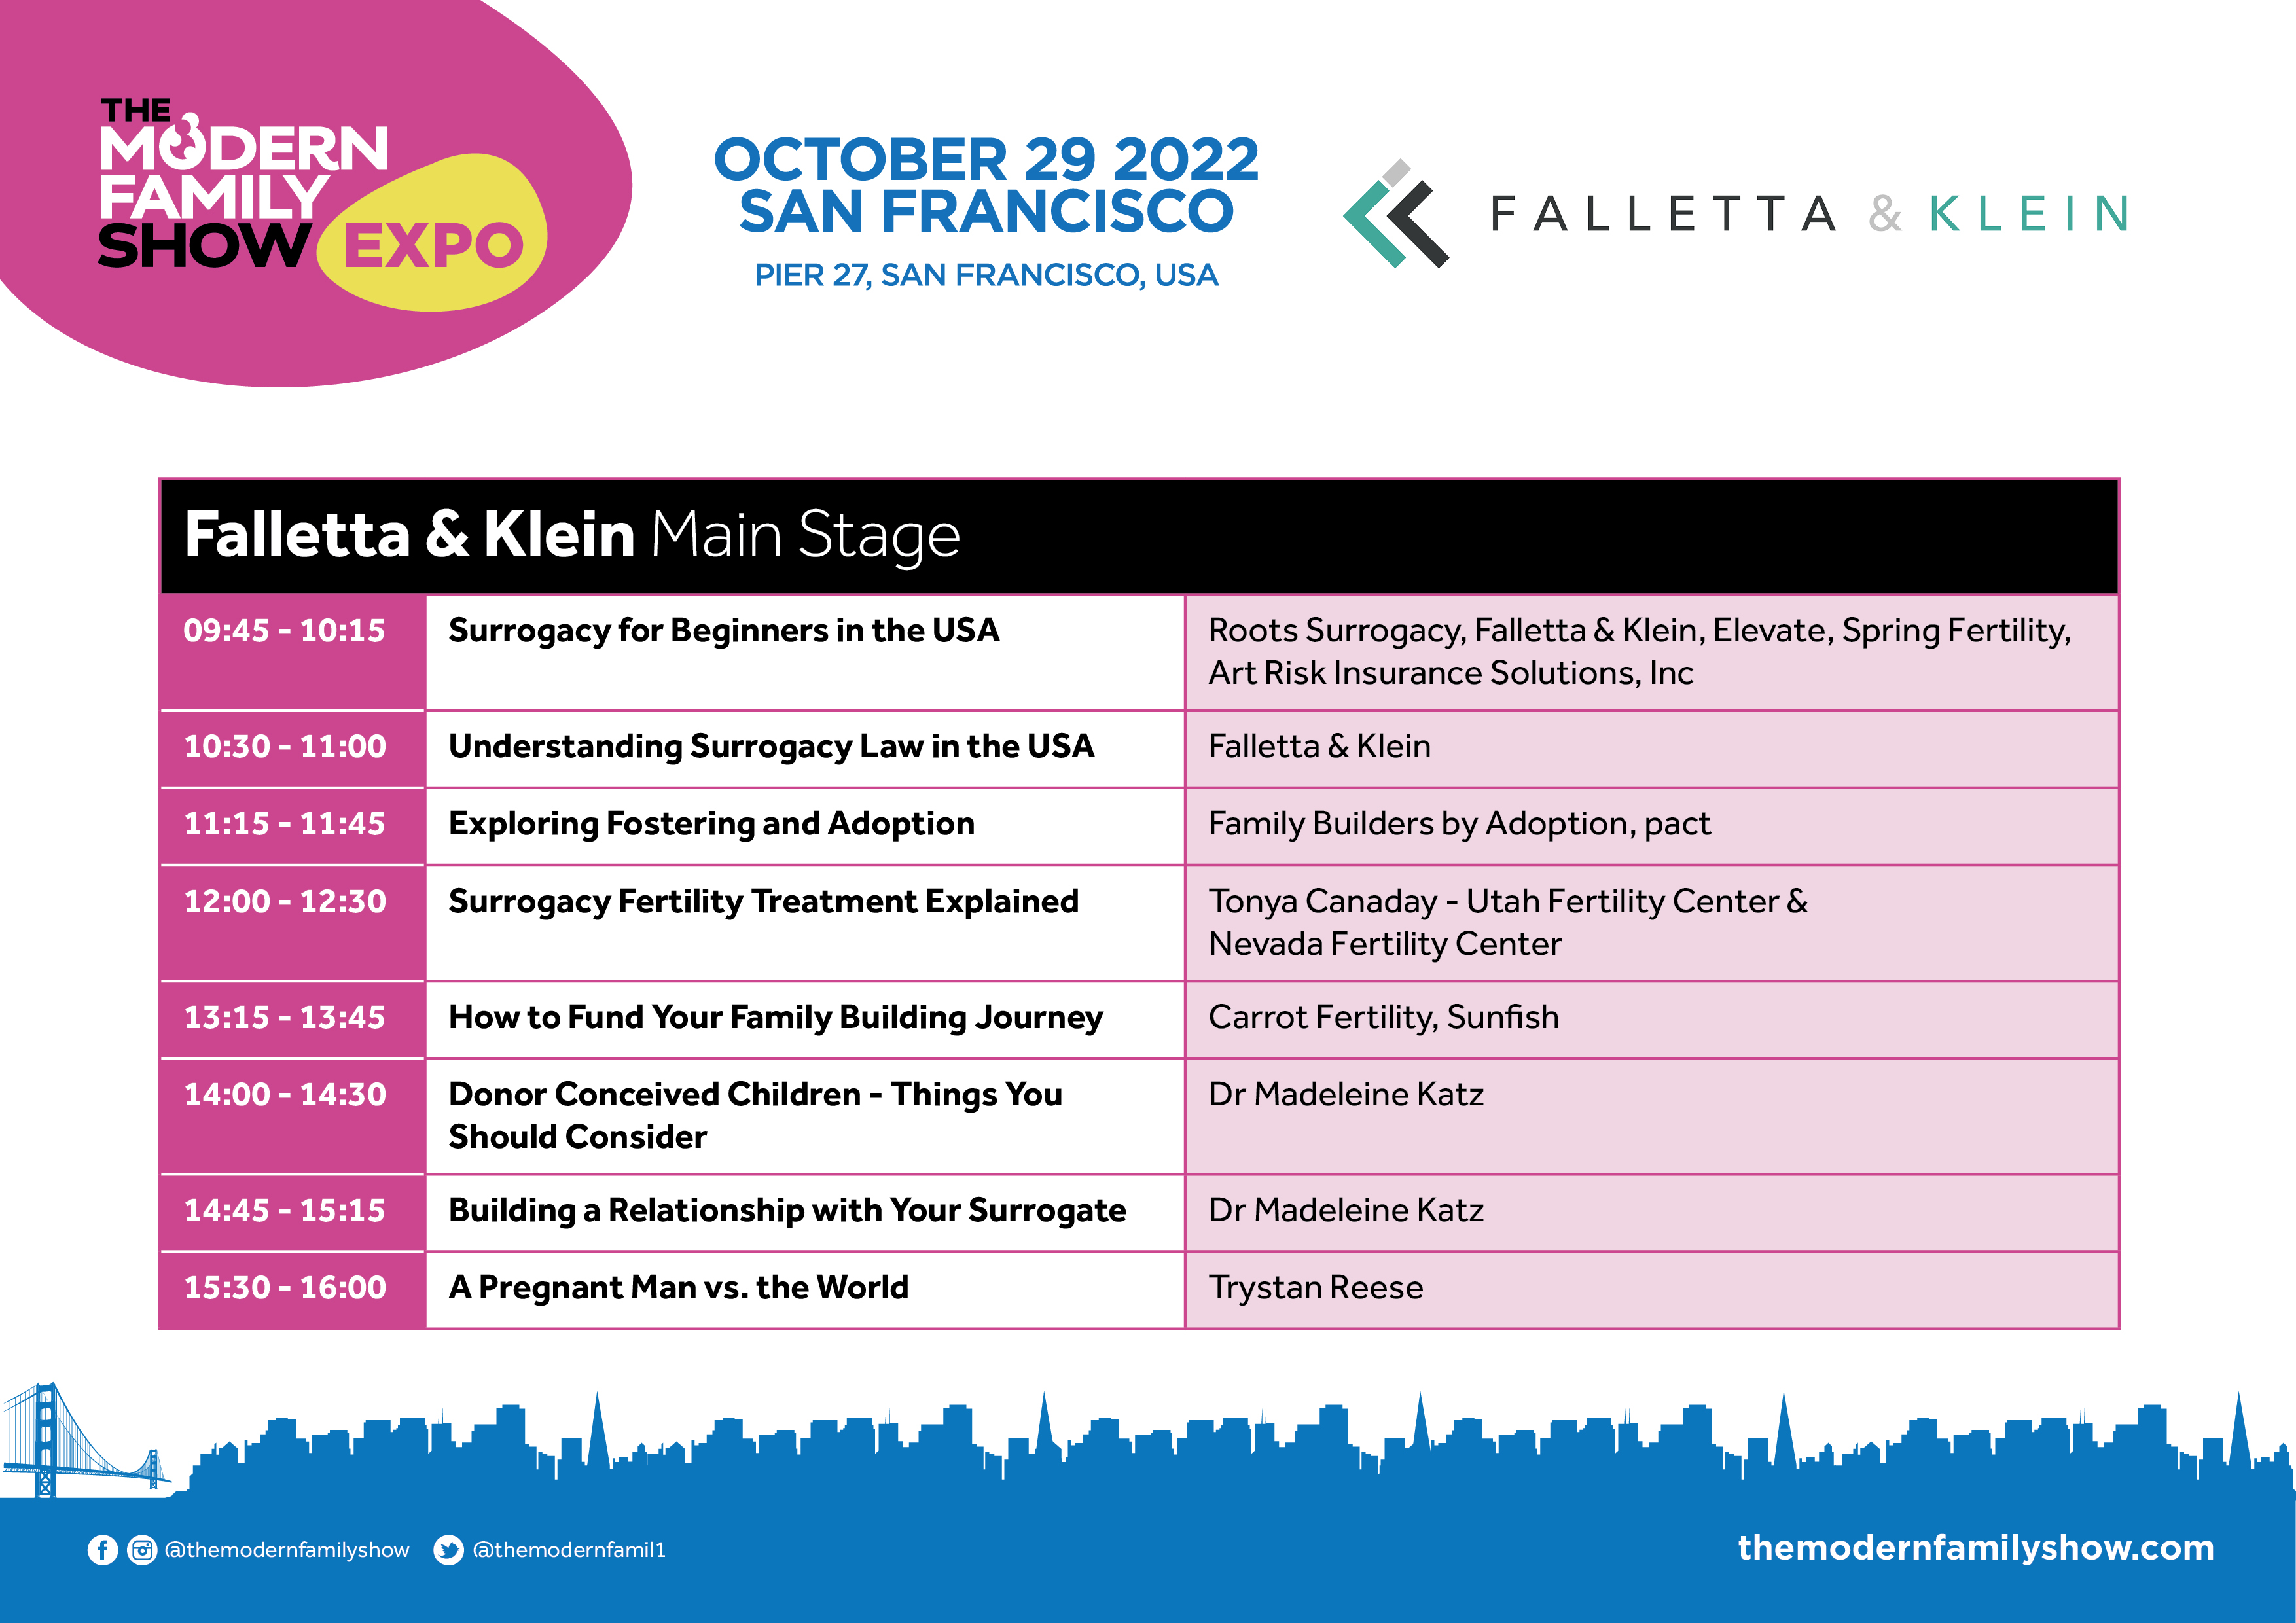 THE
MODERN
FAMILY
SHOW EXPO
OCTOBER 29 2022
SAN FRANCISCO
PIER 27, SAN FRANCISCO, USA
FALLETTA & KLEIN
Falletta & Klein Main Stage
09:45 - 10:15
Surrogacy for Beginners in the USA
Roots Surrogacy, Falletta & Klein, Elevate, Spring Fertility,
Art Risk Insurance Solutions, Inc
10:30 - 11:00
Understanding Surrogacy Law in the USA
Falletta & Klein
11:15 - 11:45
Exploring Fostering and Adoption
Family Builders by Adoption, pact
12:00 - 12:30
Surrogacy Fertility Treatment Explained
Tonya Canaday - Utah Fertility Center &
Nevada Fertility Center
13:15 - 13:45
How to Fund Your Family Building Journey
Carrot Fertility, Sunfish
14:00 - 14:30
Donor Conceived Children - Things You
Should Consider
Dr Madeleine Katz
14:45 - 15:15
Building a Relationship with Your Surrogate
Dr Madeleine Katz
15:30 - 16:00
A Pregnant Man vs. the World
Trystan Reese
@themodernfamilyshow
@themodernfamil1
themodernfamilyshow.com